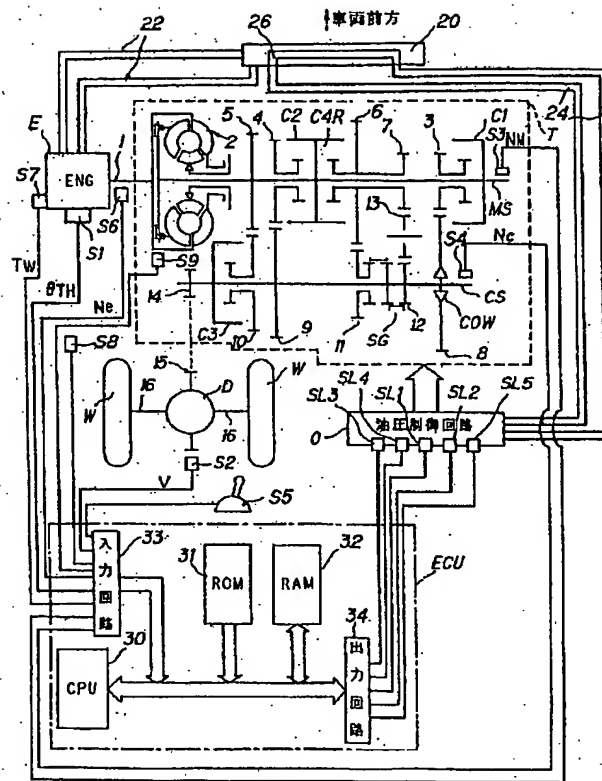 ↑車両前方
20
26
22
24
E
ENG
1
S7
S1
S6
TW
θTH
Ne
S8
S9
2
5
4
C2
C4R
6
7
3
C1
S3
NM
T
MS
13
S4
NC
CS
COW
14
C3
10
9
11
SG
12
8
15
16
D
16
W
W
S2
V
S5
SL3
SL4
SL1
SL2
SL5
油圧制御回路
O
ECU
33
入力回路
31
ROM
32
RAM
34
出力回路
30
CPU